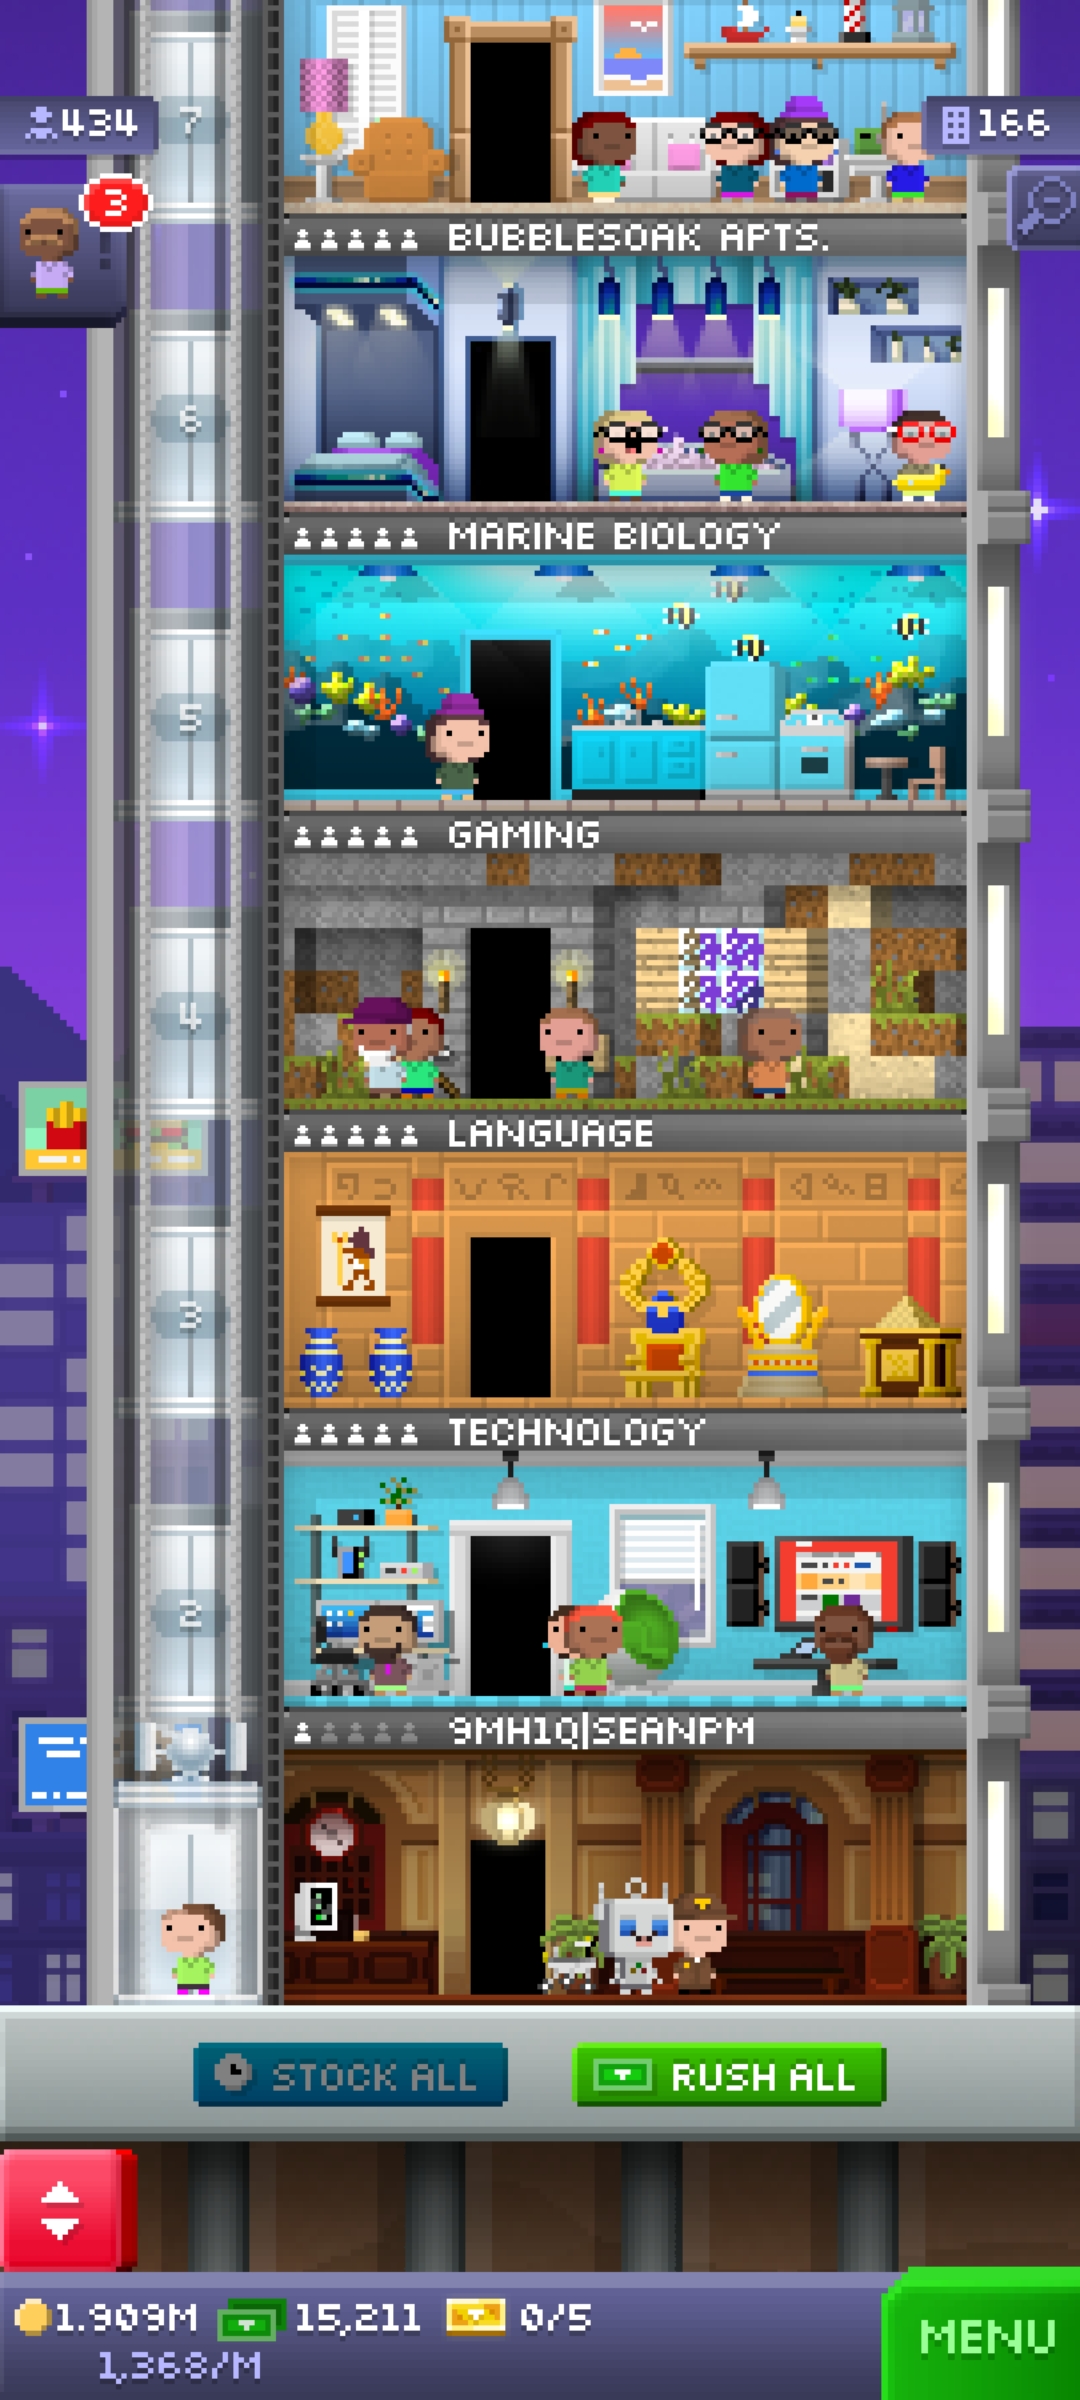 7
434
166
3
BUBBLESOAK APTS.
6
MARINE BIOLOGY
5
GAMING
4
LANGUAGE
3
TECHNOLOGY
2
9MH1Q|SEANPM
STOCK ALL
RUSH ALL
1.909M
15,211
0/5
1,368/M
MENU